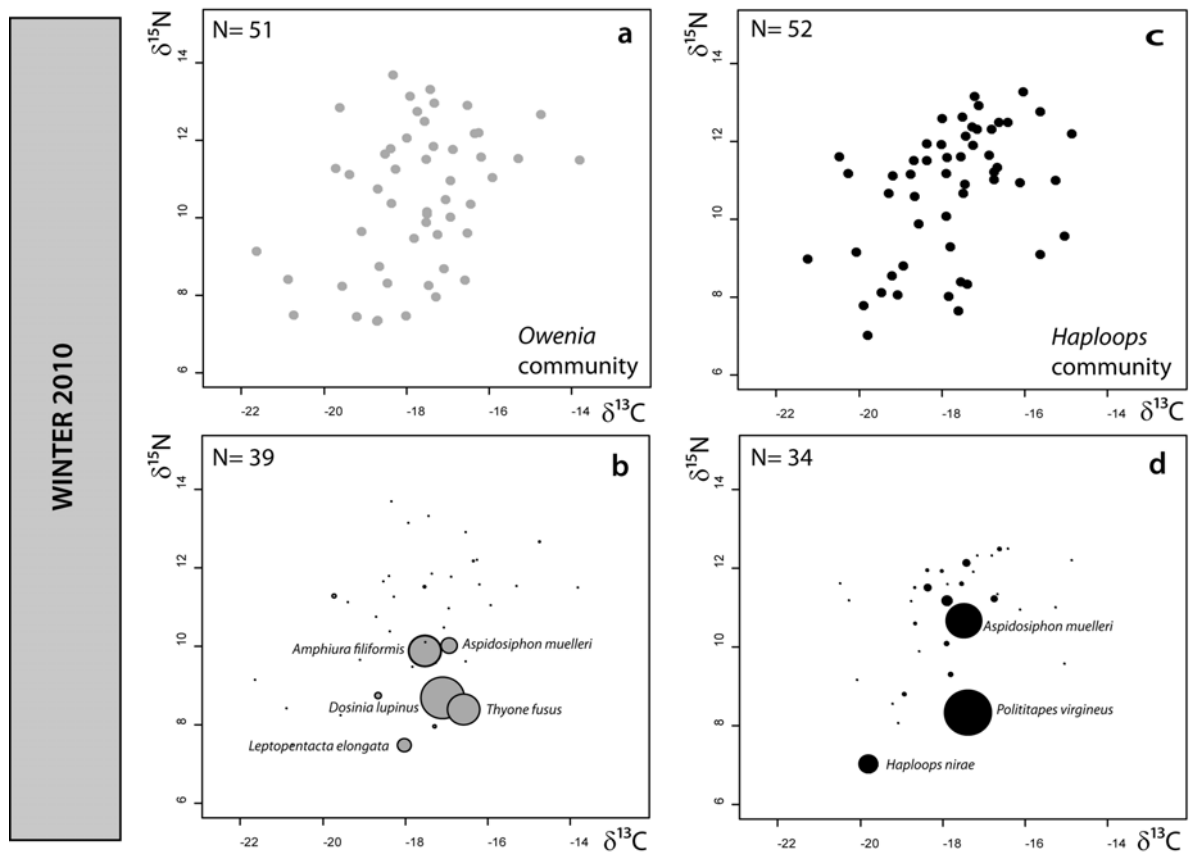 WINTER 2010
δ15N
N= 51
a
14
12
10
8
6
Owenia
community
-22
-20
-18
-16
-14
δ13C
δ15N
N= 52
c
14
12
10
8
6
Haploops
community
-22
-20
-18
-16
-14
δ13C
δ15N
N= 39
b
14
12
10
8
6
Amphiura filiformis
Aspidosiphon muelleri
Dosinia lupinus
Thyone fusus
Leptopentacta elongata
-22
-20
-18
-16
-14
δ13C
δ15N
N= 34
d
14
12
10
8
6
Aspidosiphon muelleri
Polititapes virgineus
Haploops nirae
-22
-20
-18
-16
-14
δ13C